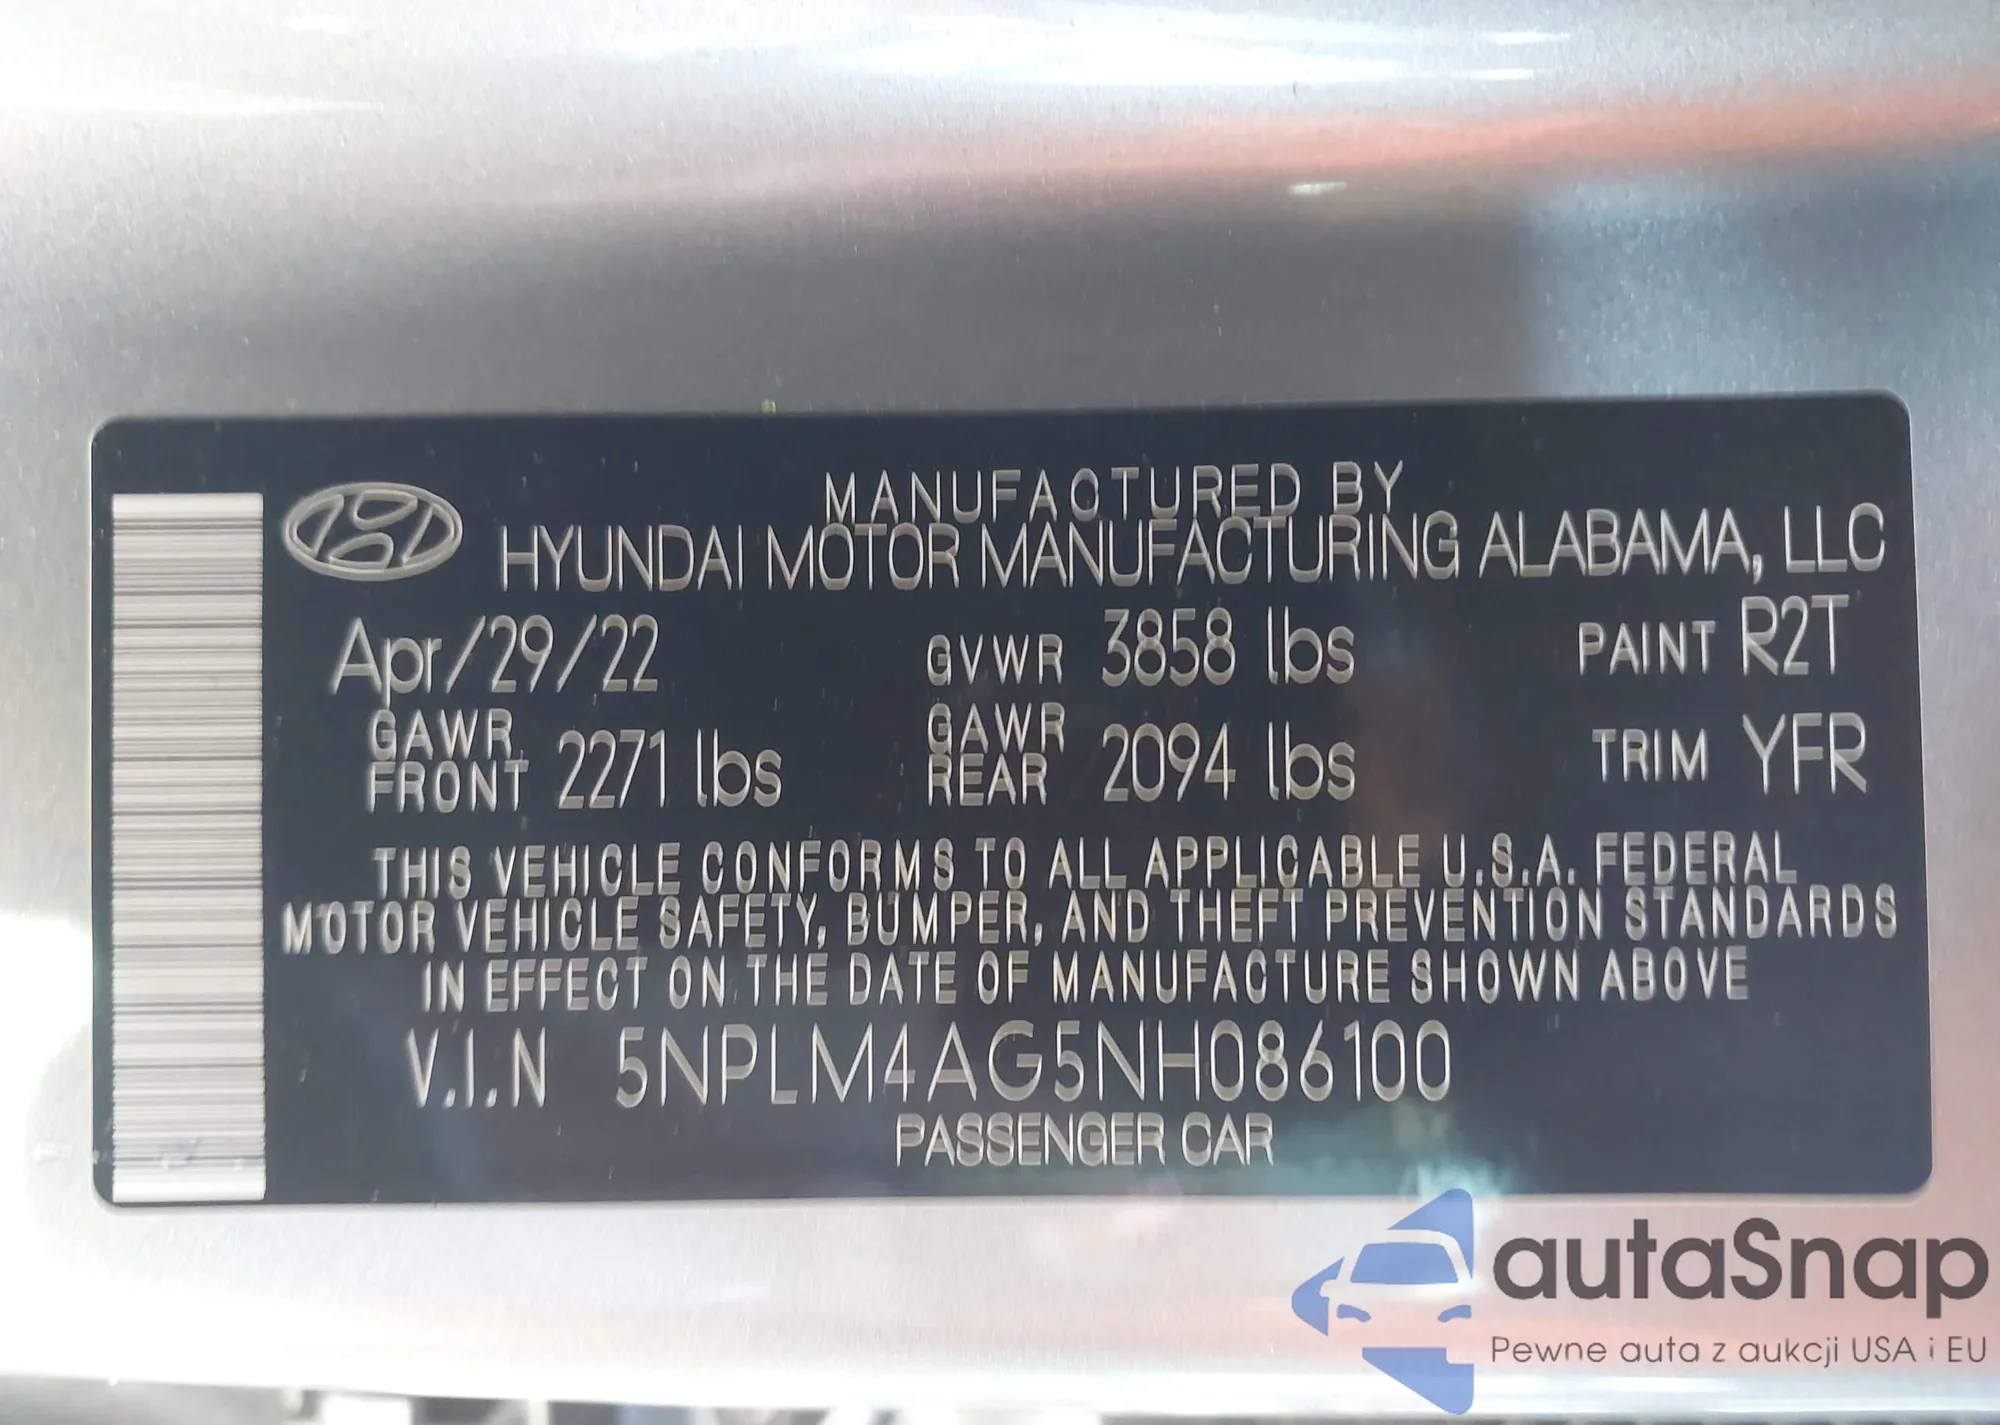 MANUFACTURED BY
HYUNDAI MOTOR MANUFACTURING ALABAMA, LLC
Apr/29/22 GVWR 3858 lbs PAINT R2T
GAWR FRONT 2271 lbs GAWR REAR 2094 lbs TRIM YFR
THIS VEHICLE CONFORMS TO ALL APPLICABLE U.S.A. FEDERAL
MOTOR VEHICLE SAFETY, BUMPER, AND THEFT PREVENTION STANDARDS
IN EFFECT ON THE DATE OF MANUFACTURE SHOWN ABOVE
V.I.N 5NPLM4AG5NH086100
PASSENGER CAR
autaSnap
Pewne auta z aukcji USA i EU